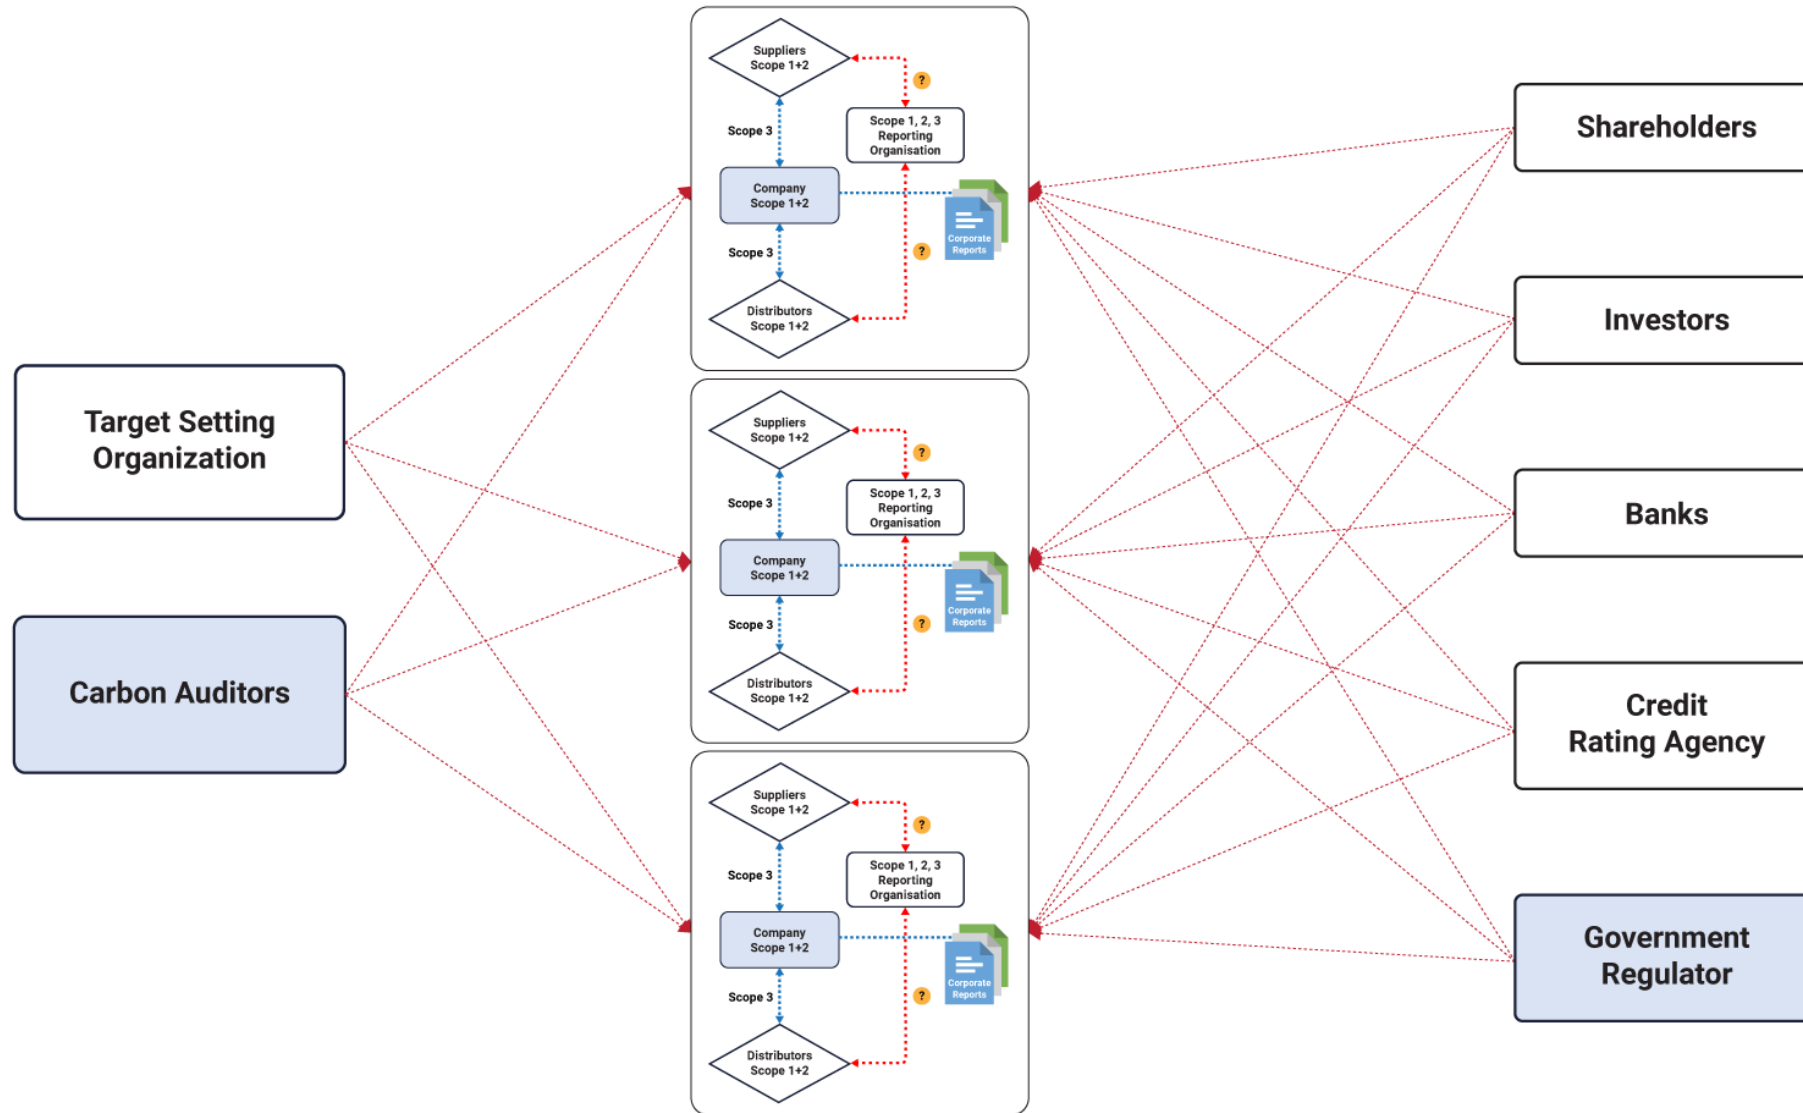 Target Setting
Organization
Carbon Auditors
Suppliers
Scope 1+2
?
Scope 3
Scope 1, 2, 3
Reporting
Organisation
Company
Scope 1+2
Corporate
Reports
Scope 3
?
Distributors
Scope 1+2
Suppliers
Scope 1+2
?
Scope 3
Scope 1, 2, 3
Reporting
Organisation
Company
Scope 1+2
Corporate
Reports
Scope 3
?
Distributors
Scope 1+2
Suppliers
Scope 1+2
?
Scope 3
Scope 1, 2, 3
Reporting
Organisation
Company
Scope 1+2
Corporate
Reports
Scope 3
?
Distributors
Scope 1+2
Shareholders
Investors
Banks
Credit
Rating Agency
Government
Regulator